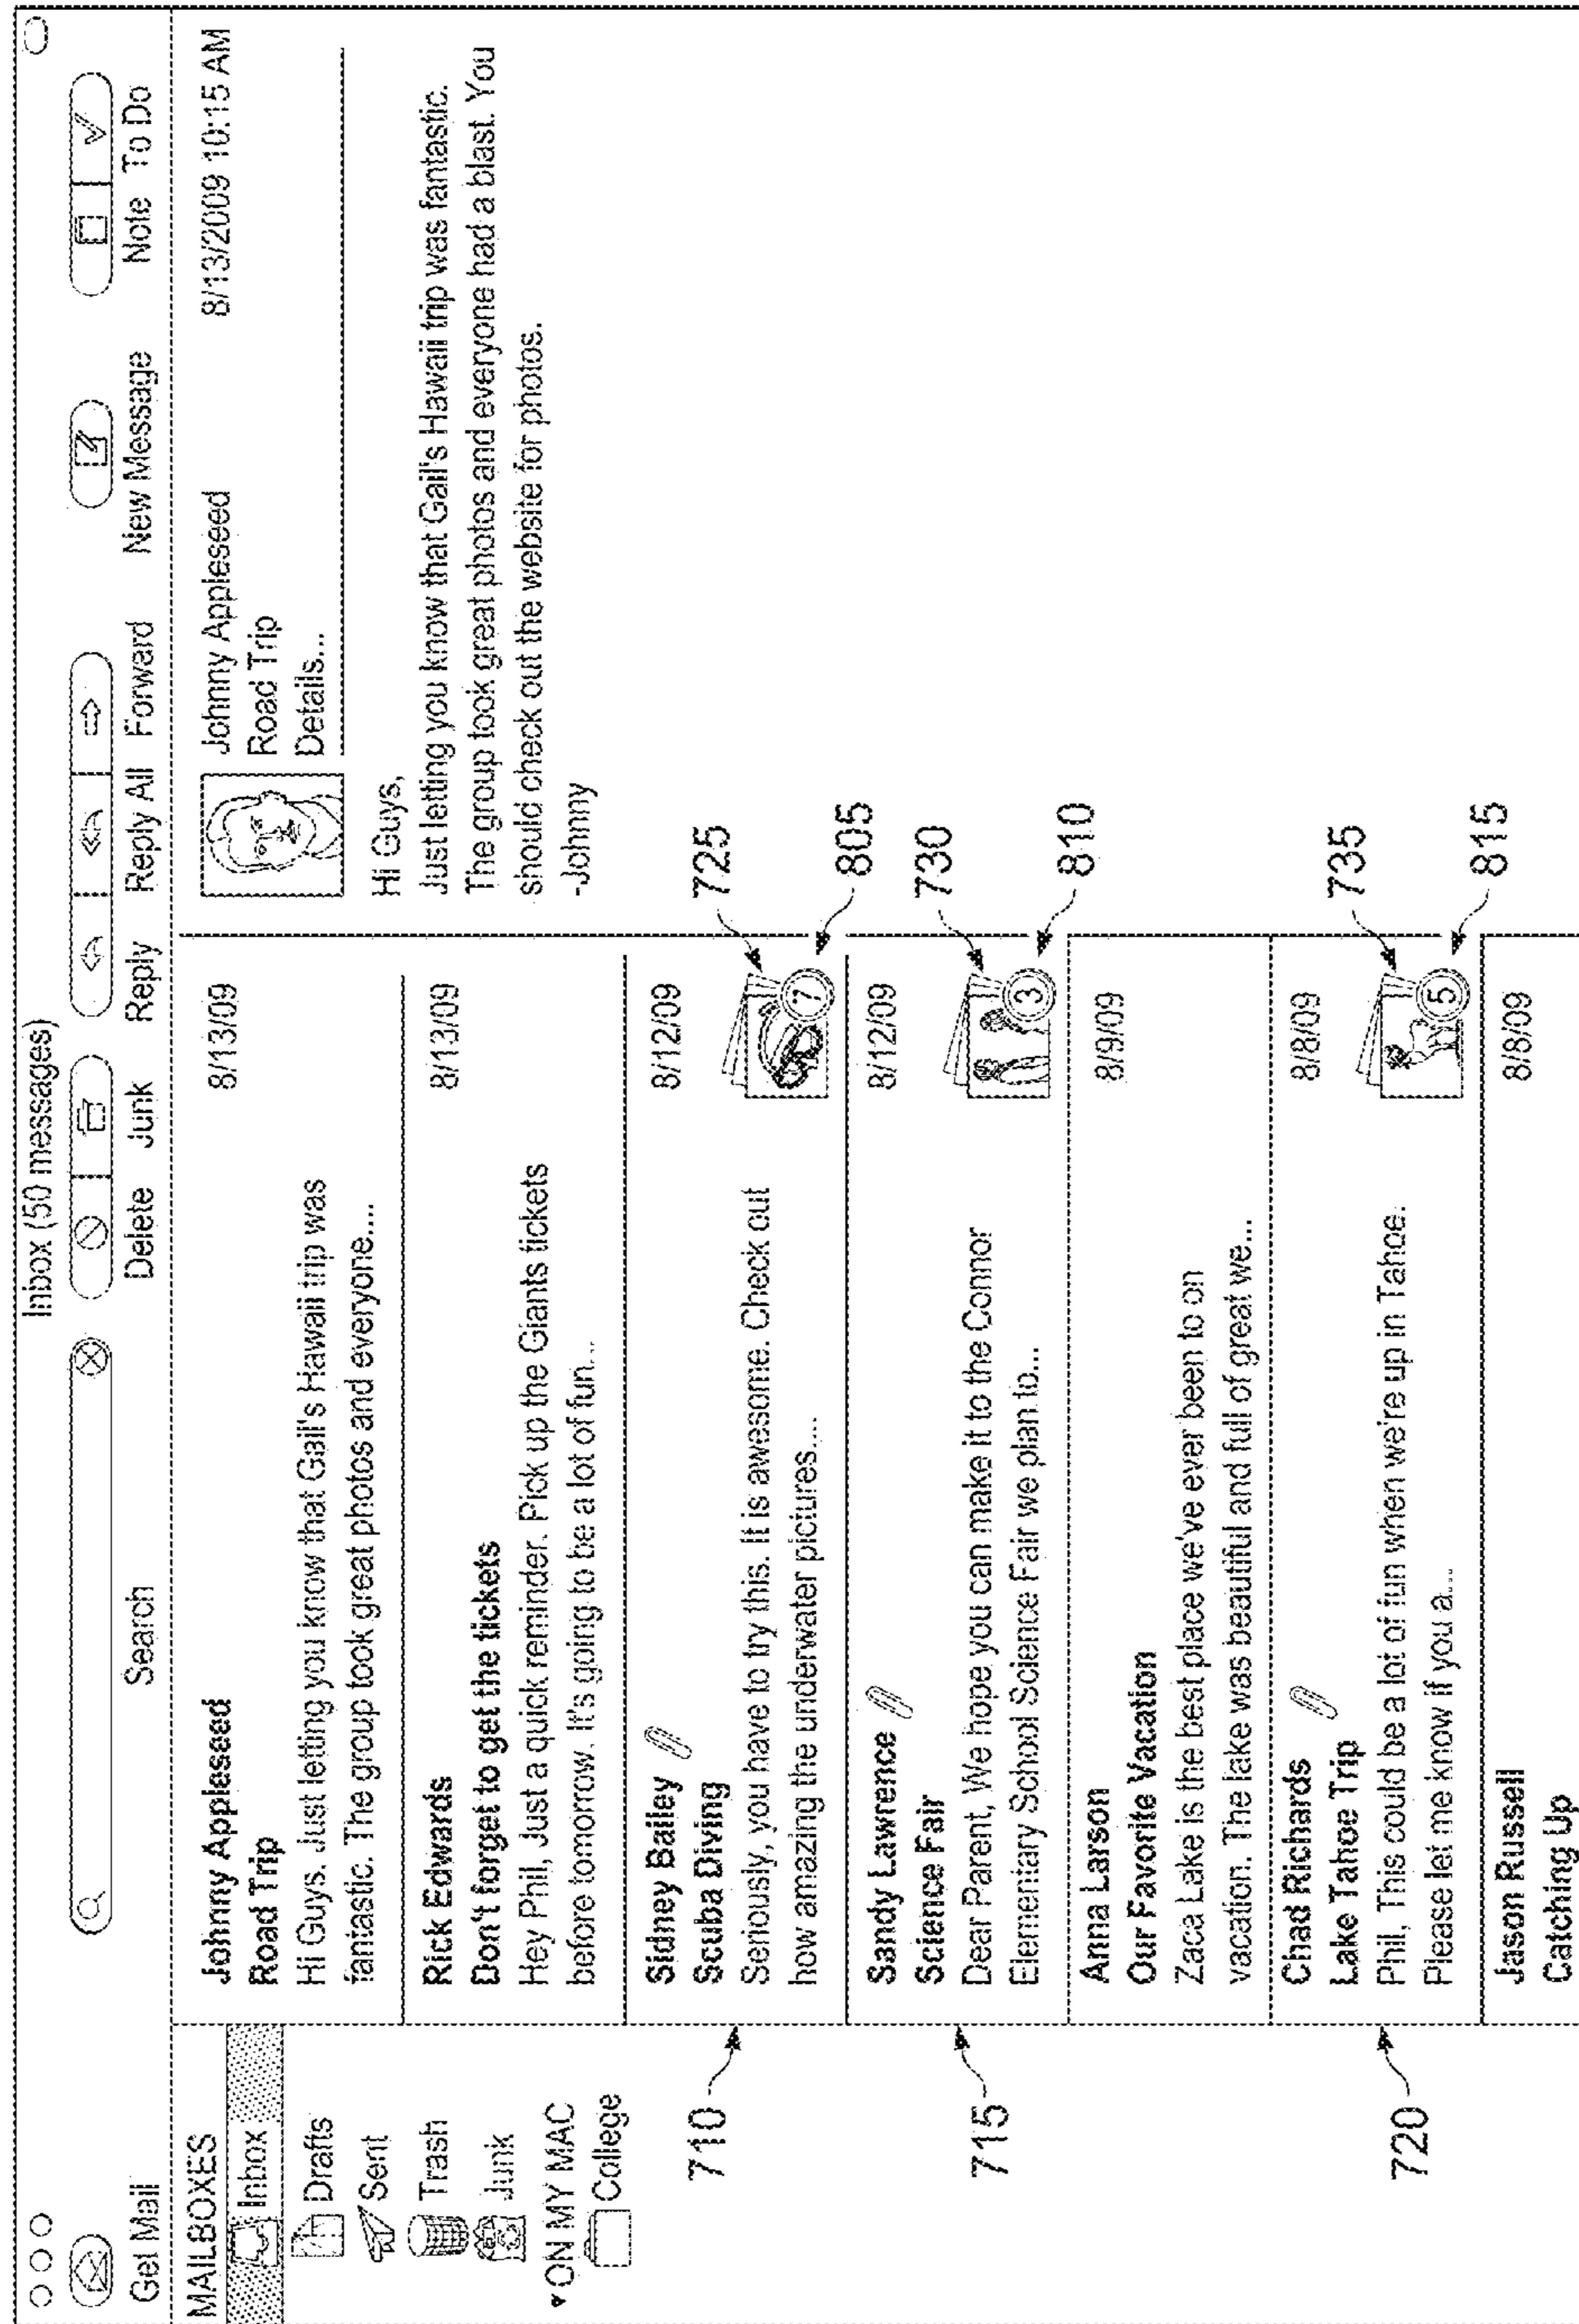 Inbox (50 messages)
Get Mail
Search
Delete Junk
Reply Reply All Forward
New Message
Note To Do
MAILBOXES
Inbox
Drafts
Sent
Trash
Junk
ON MY MAC
College
710
715
720
Johnny Appleseed 8/13/09
Road Trip
Hi Guys. Just letting you know that Gail's Hawaii trip was
fantastic. The group took great photos and everyone....
Rick Edwards 8/13/09
Don't forget to get the tickets
Hey Phil, Just a quick reminder. Pick up the Giants tickets
before tomorrow. It's going to be a lot of fun...
Sidney Bailey 8/12/09
Scuba Diving
Seriously, you have to try this. It is awesome. Check out
how amazing the underwater pictures....
7
725
805
Sandy Lawrence 8/12/09
Science Fair
Dear Parent, We hope you can make it to the Connor
Elementary School Science Fair we plan to...
3
730
810
Anna Larson 8/9/09
Our Favorite Vacation
Zaca Lake is the best place we've ever been to on
vacation. The lake was beautiful and full of great we...
Chad Richards 8/8/09
Lake Tahoe Trip
Phil, This could be a lot of fun when we're up in Tahoe.
Please let me know if you a...
5
735
815
Jason Russell 8/8/09
Catching Up
Johnny Appleseed 8/13/2009 10:15 AM
Road Trip
Details...
Hi Guys,
Just letting you know that Gail's Hawaii trip was fantastic.
The group took great photos and everyone had a blast. You
should check out the website for photos.
-Johnny